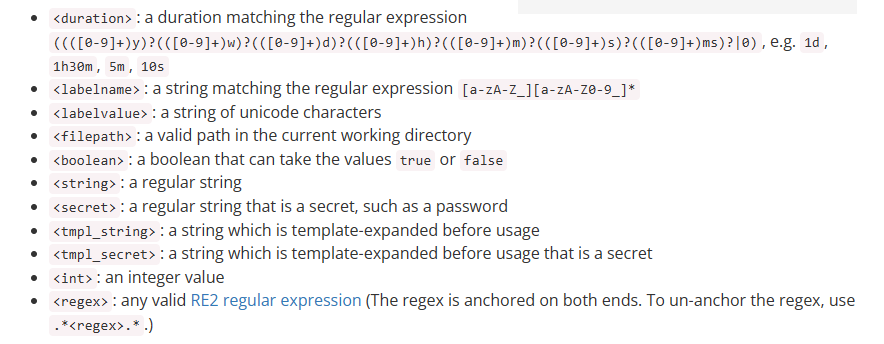 • <duration>: a duration matching the regular expression
((([0-9]+)y)?(([0-9]+)w)?(([0-9]+)d)?(([0-9]+)h)?(([0-9]+)m)?(([0-9]+)s)?(([0-9]+)ms)?|0), e.g. 1d,
1h30m, 5m, 10s
• <labelname>: a string matching the regular expression [a-zA-Z_][a-zA-Z0-9_]*
• <labelvalue>: a string of unicode characters
• <filepath>: a valid path in the current working directory
• <boolean>: a boolean that can take the values true or false
• <string>: a regular string
• <secret>: a regular string that is a secret, such as a password
• <tmpl_string>: a string which is template-expanded before usage
• <tmpl_secret>: a string which is template-expanded before usage that is a secret
• <int>: an integer value
• <regex>: any valid RE2 regular expression (The regex is anchored on both ends. To un-anchor the regex, use
.*<regex>.*.)